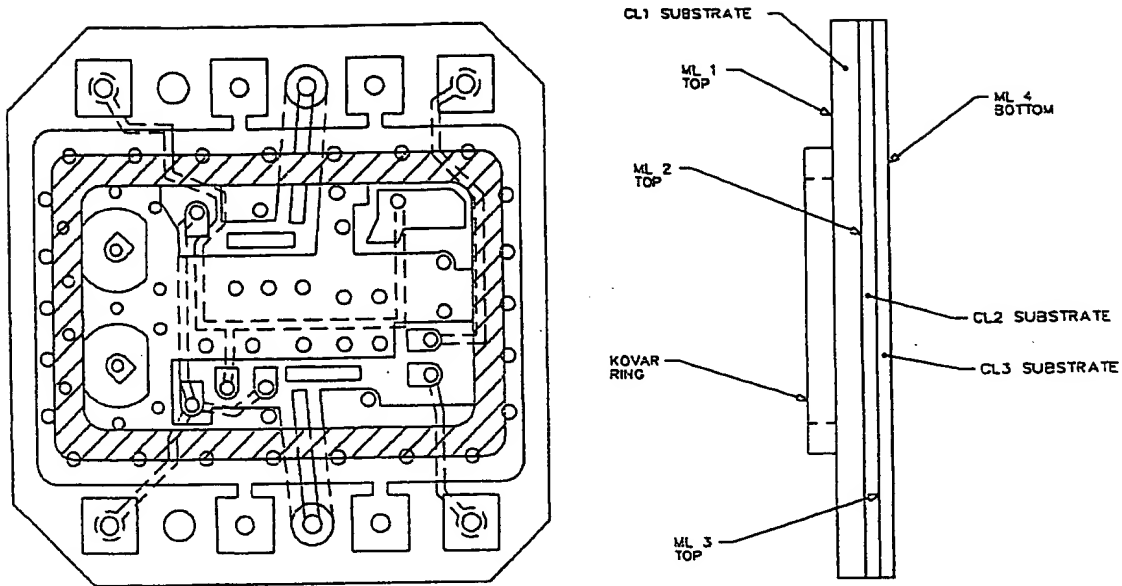 CL1 SUBSTRATE
ML 1
TOP
ML 4
BOTTOM
ML 2
TOP
CL2 SUBSTRATE
KOVAR
RING
CL3 SUBSTRATE
ML 3
TOP